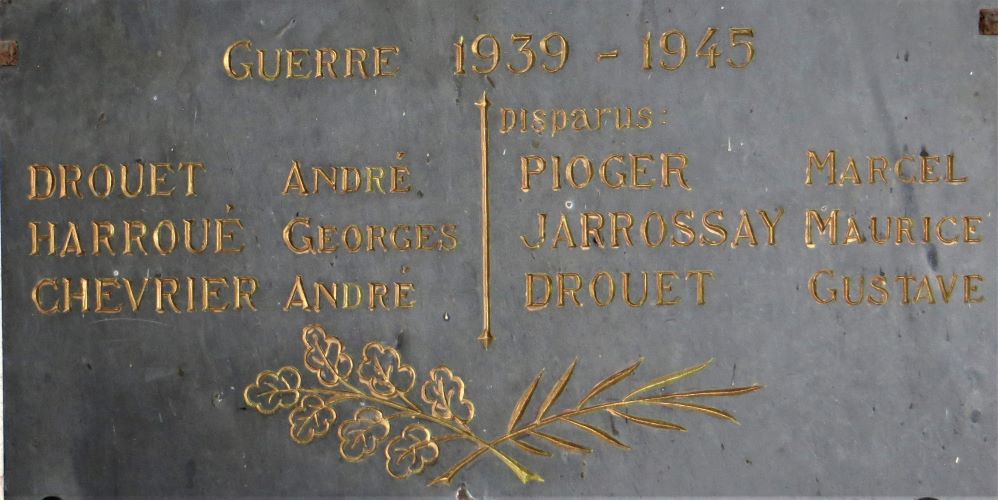 GUERRE 1939 - 1945
DROUET ANDRÉ
HARROUÉ GEORGES
CHEVRIER ANDRÉ
Disparus:
PIOGER MARCEL
JARROSSAY MAURICE
DROUET GUSTAVE